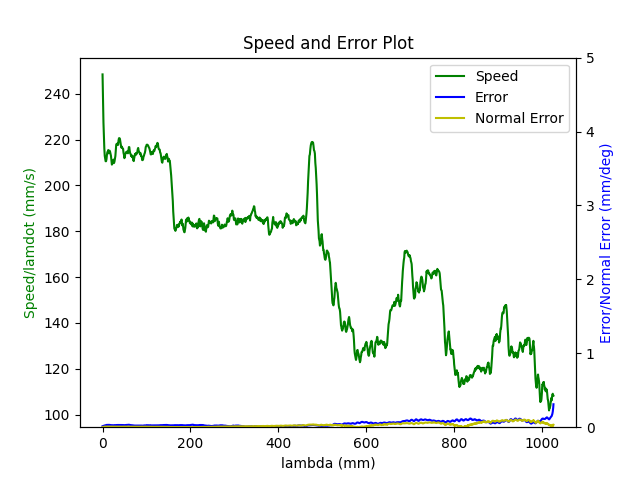 Speed and Error Plot
Speed
Error
Normal Error
Speed/lamdot (mm/s)
240
220
200
180
160
140
120
100
5
4
3
2
1
0
Error/Normal Error (mm/deg)
0
200
400
600
800
1000
lambda (mm)